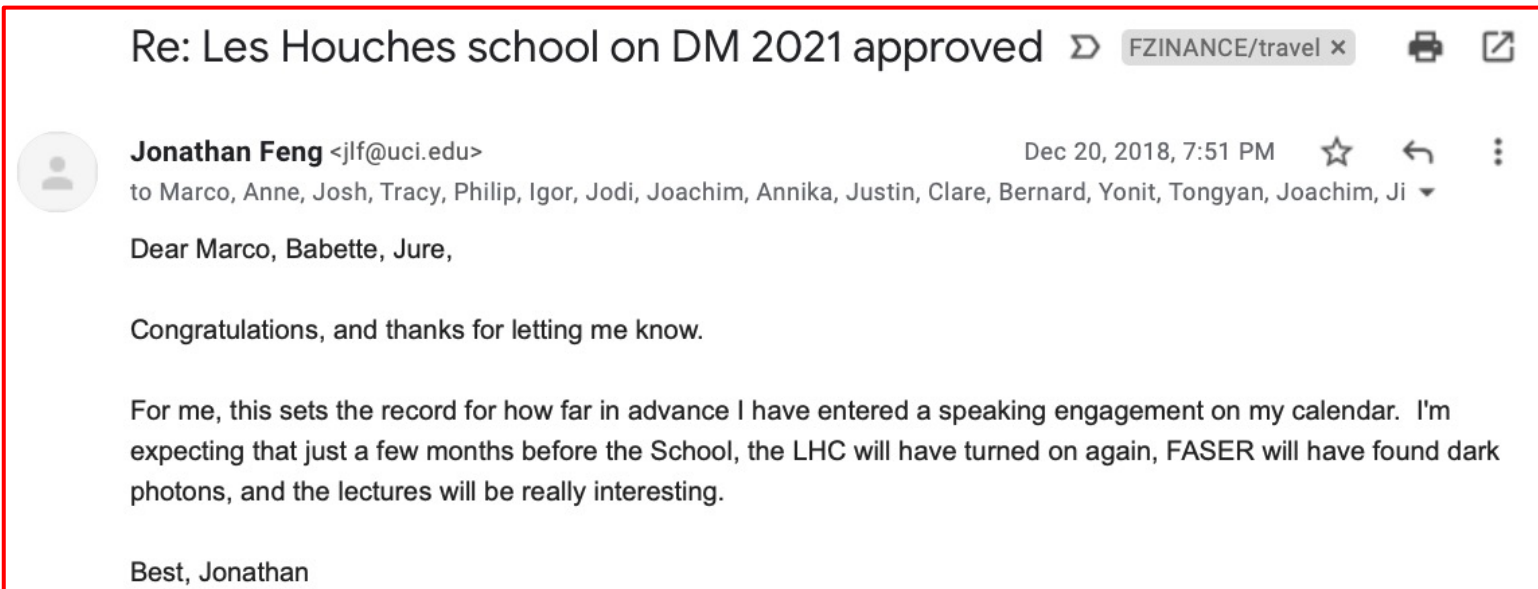 Re: Les Houches school on DM 2021 approved FZINANCE/travel ×
Jonathan Feng <jlf@uci.edu> Dec 20, 2018, 7:51 PM
to Marco, Anne, Josh, Tracy, Philip, Igor, Jodi, Joachim, Annika, Justin, Clare, Bernard, Yonit, Tongyan, Joachim, Ji
Dear Marco, Babette, Jure,
Congratulations, and thanks for letting me know.
For me, this sets the record for how far in advance I have entered a speaking engagement on my calendar.  I'm
expecting that just a few months before the School, the LHC will have turned on again, FASER will have found dark
photons, and the lectures will be really interesting.
Best, Jonathan